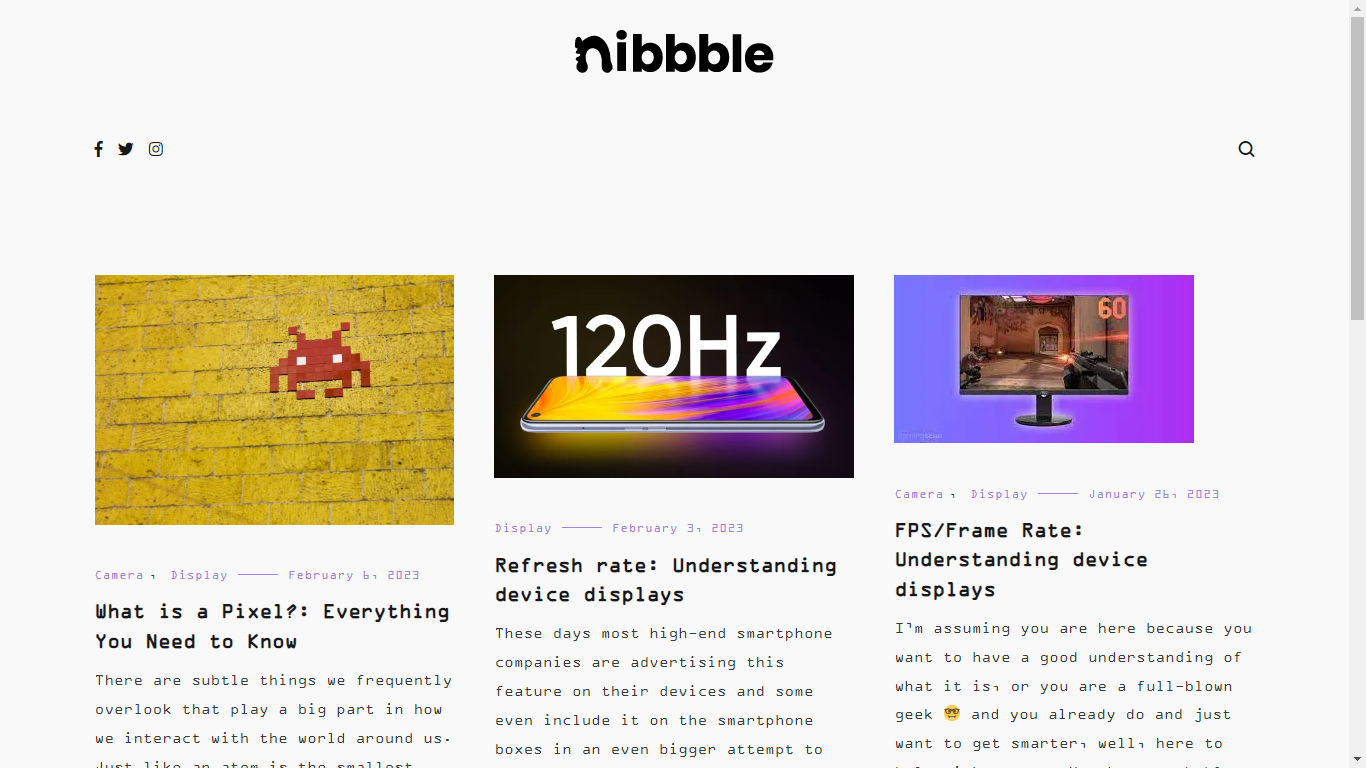 nibbble
120Hz
60
Camera , Display February 6, 2023
What is a Pixel?: Everything
You Need to Know
There are subtle things we frequently
overlook that play a big part in how
we interact with the world around us.
Just like an atom is the smallest
Display February 3, 2023
Refresh rate: Understanding
device displays
These days most high-end smartphone
companies are advertising this
feature on their devices and some
even include it on the smartphone
boxes in an even bigger attempt to
Camera , Display January 26, 2023
FPS/Frame Rate:
Understanding device
displays
I'm assuming you are here because you
want to have a good understanding of
what it is, or you are a full-blown
geek 🤓 and you already do and just
want to get smarter, well, here to